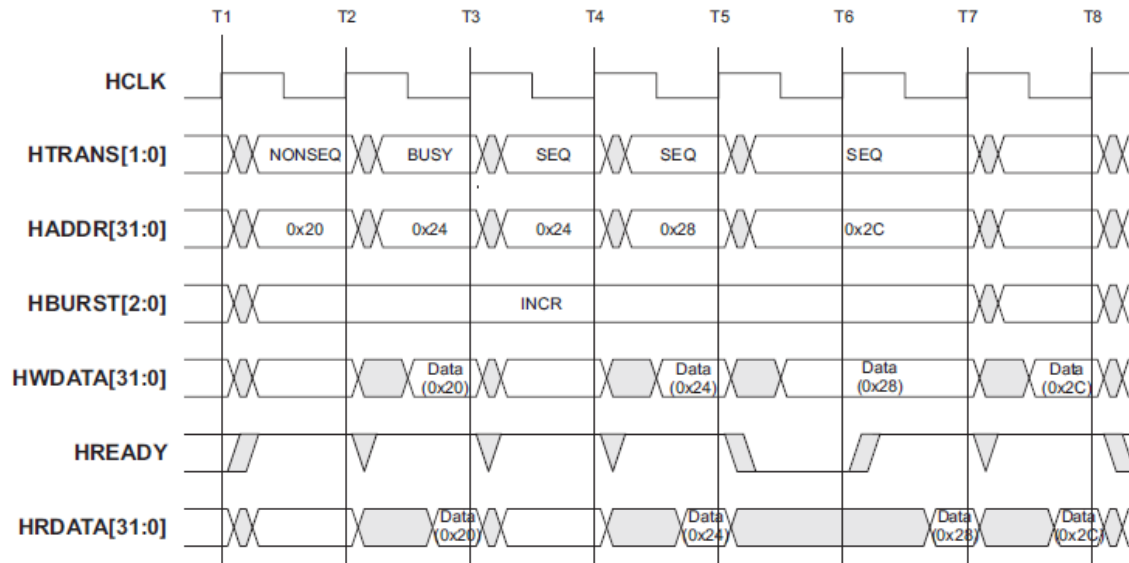 T1 T2 T3 T4 T5 T6 T7 T8
HCLK
HTRANS[1:0] NONSEQ BUSY SEQ SEQ SEQ
HADDR[31:0] 0x20 0x24 0x24 0x28 0x2C
HBURST[2:0] INCR
HWDATA[31:0] Data (0x20) Data (0x24) Data (0x28) Data (0x2C)
HREADY
HRDATA[31:0] Data (0x20) Data (0x24) Data (0x28) Data (0x2C)